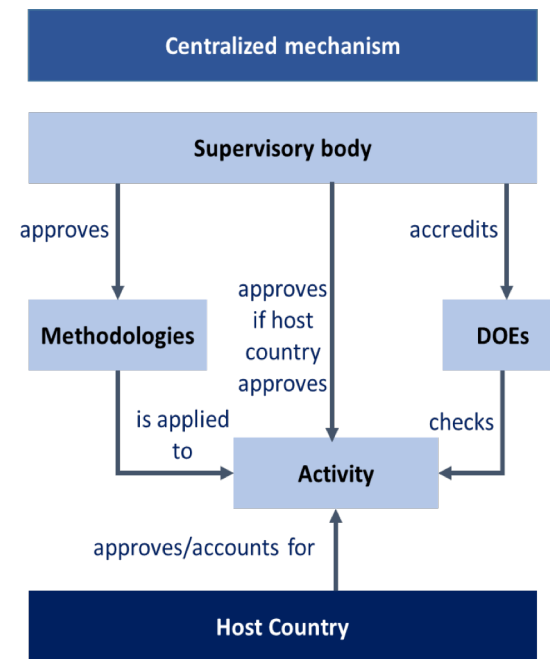 Centralized mechanism
Supervisory body
approves
accredits
approves
if host
country
approves
Methodologies
DOEs
is applied
to
checks
Activity
approves/accounts for
Host Country